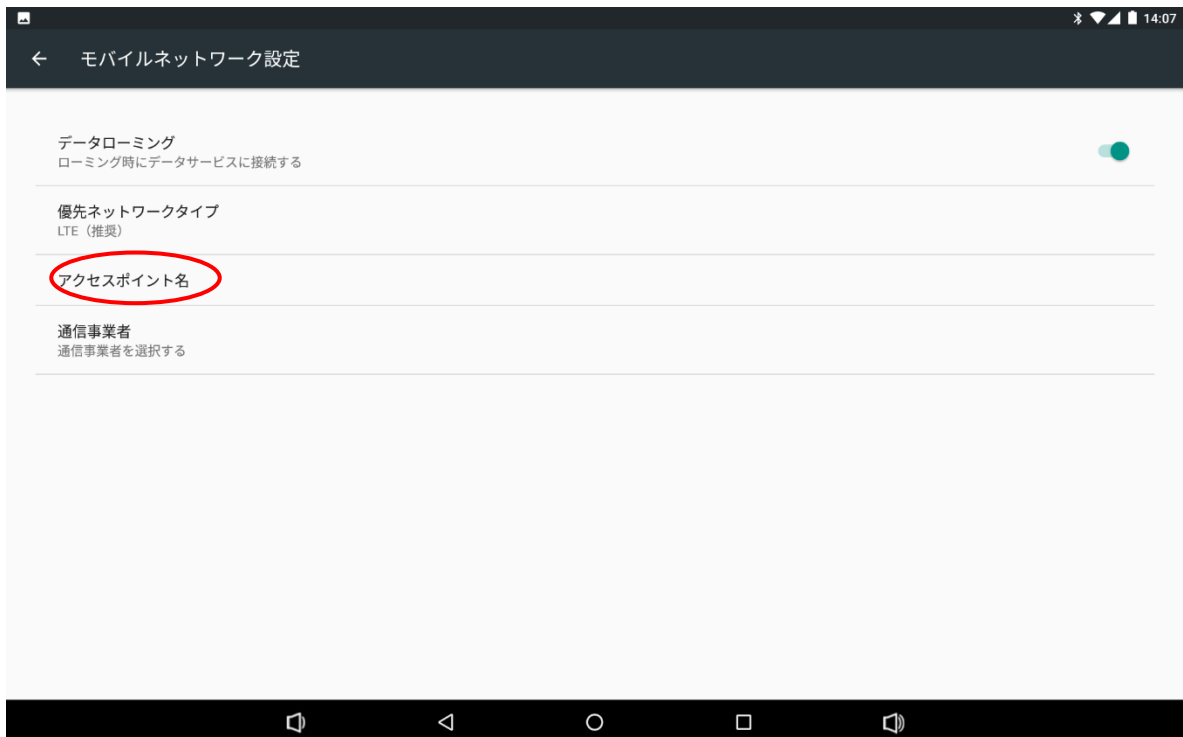 14:07
モバイルネットワーク設定
データローミング
ローミング時にデータサービスに接続する
優先ネットワークタイプ
LTE（推奨）
アクセスポイント名
通信事業者
通信事業者を選択する